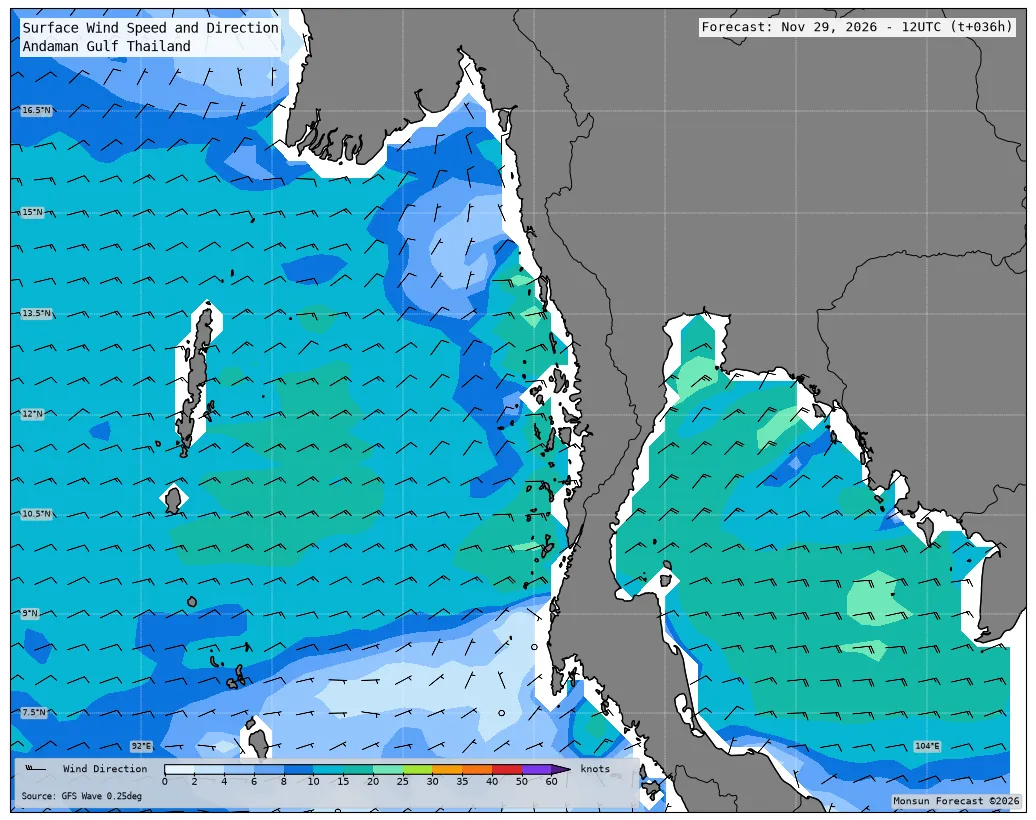 Surface Wind Speed and Direction
Andaman Gulf Thailand
Forecast: Nov 29, 2026 - 12UTC (t+036h)
16.5°N
15°N
13.5°N
12°N
10.5°N
9°N
7.5°N
92°E
104°E
Wind Direction
0 2 4 6 8 10 15 20 25 30 35 40 50 60
knots
Source: GFS Wave 0.25deg
Monsun Forecast ©2026